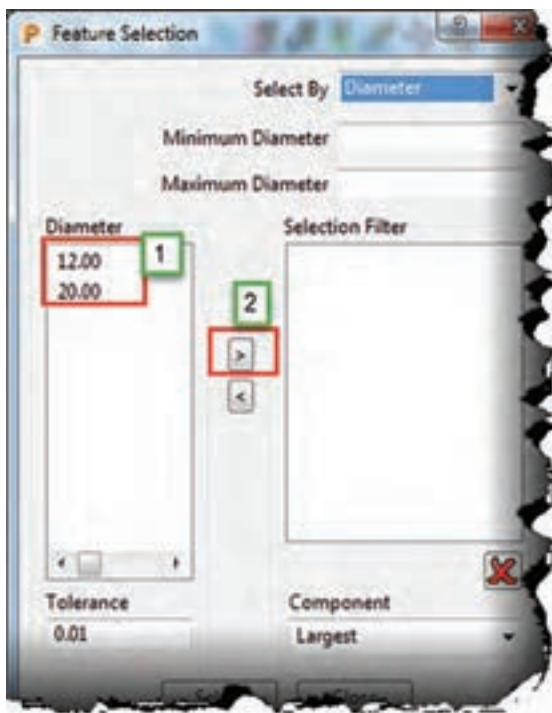 Feature Selection
Select By Diameter
Minimum Diameter
Maximum Diameter
Diameter
Selection Filter
12.00
20.00
1
2
>
<
Tolerance
Component
0.01
Largest